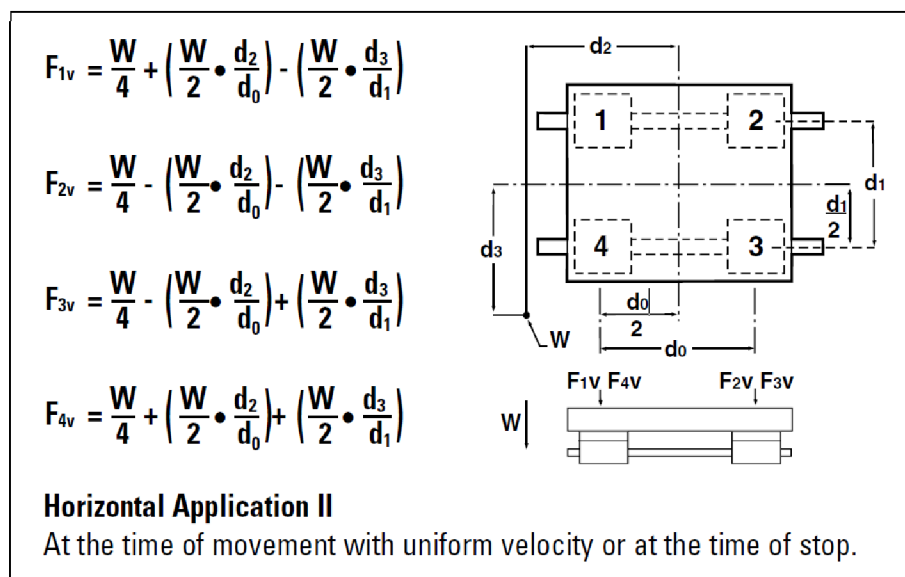 F1v = W/4 + (W/2 • d2/d0) - (W/2 • d3/d1)
F2v = W/4 - (W/2 • d2/d0) - (W/2 • d3/d1)
F3v = W/4 - (W/2 • d2/d0) + (W/2 • d3/d1)
F4v = W/4 + (W/2 • d2/d0) + (W/2 • d3/d1)
d2
1
2
d1
d1/2
d3
4
3
d0/2
W
d0
F1v F4v
F2v F3v
W
Horizontal Application II
At the time of movement with uniform velocity or at the time of stop.